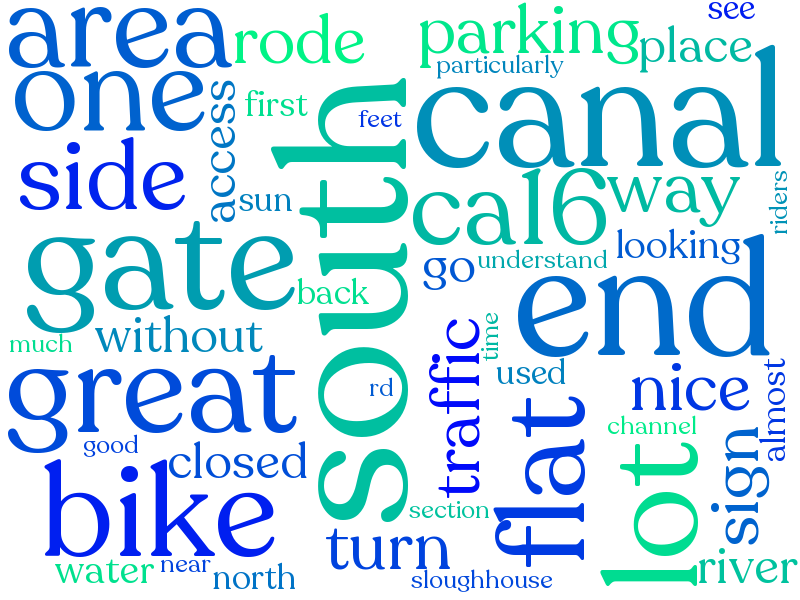 area
rode
parking
see
place
one
access
first
feet
particularly
canal
side
sun
south
cal6
way
riders
gate
back
go
understand
looking
end
much
without
time
great
rd
traffic
used
nice
almost
good
closed
flat
channel
lot
sign
bike
section
turn
water
near
north
sloughhouse
river